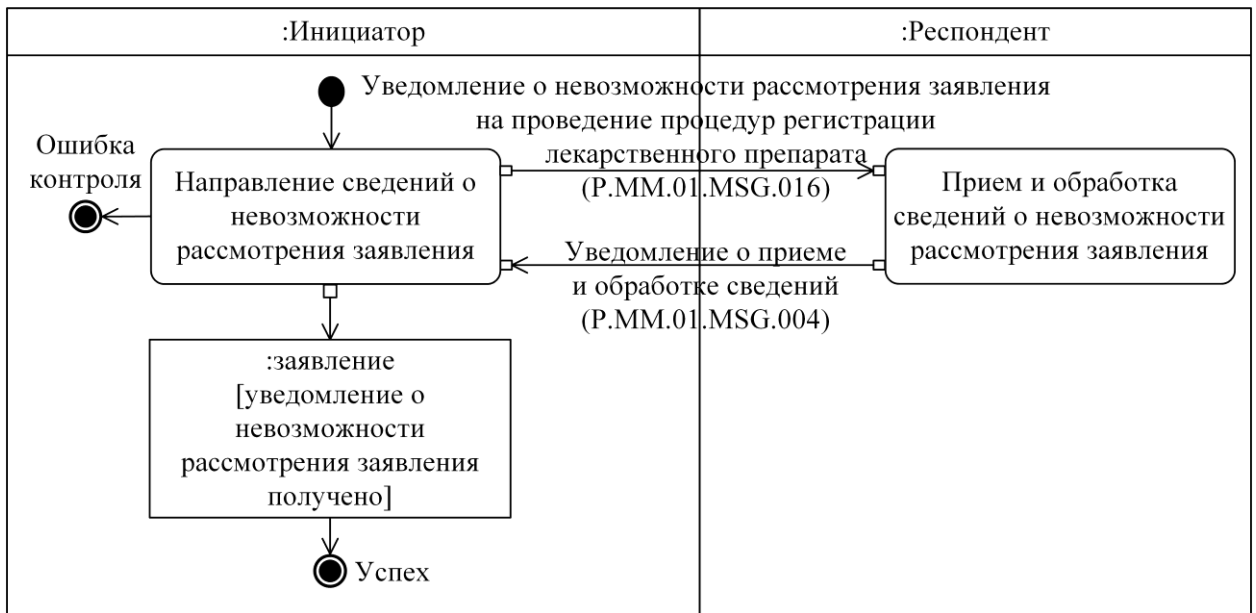 :Инициатор
:Респондент
Уведомление о невозможности рассмотрения заявления
на проведение процедур регистрации
лекарственного препарата
(P.MM.01.MSG.016)
Ошибка
контроля
Направление сведений о
невозможности
рассмотрения заявления
Прием и обработка
сведений о невозможности
рассмотрения заявления
Уведомление о приеме
и обработке сведений
(P.MM.01.MSG.004)
:заявление
[уведомление о
невозможности
рассмотрения заявления
получено]
Успех